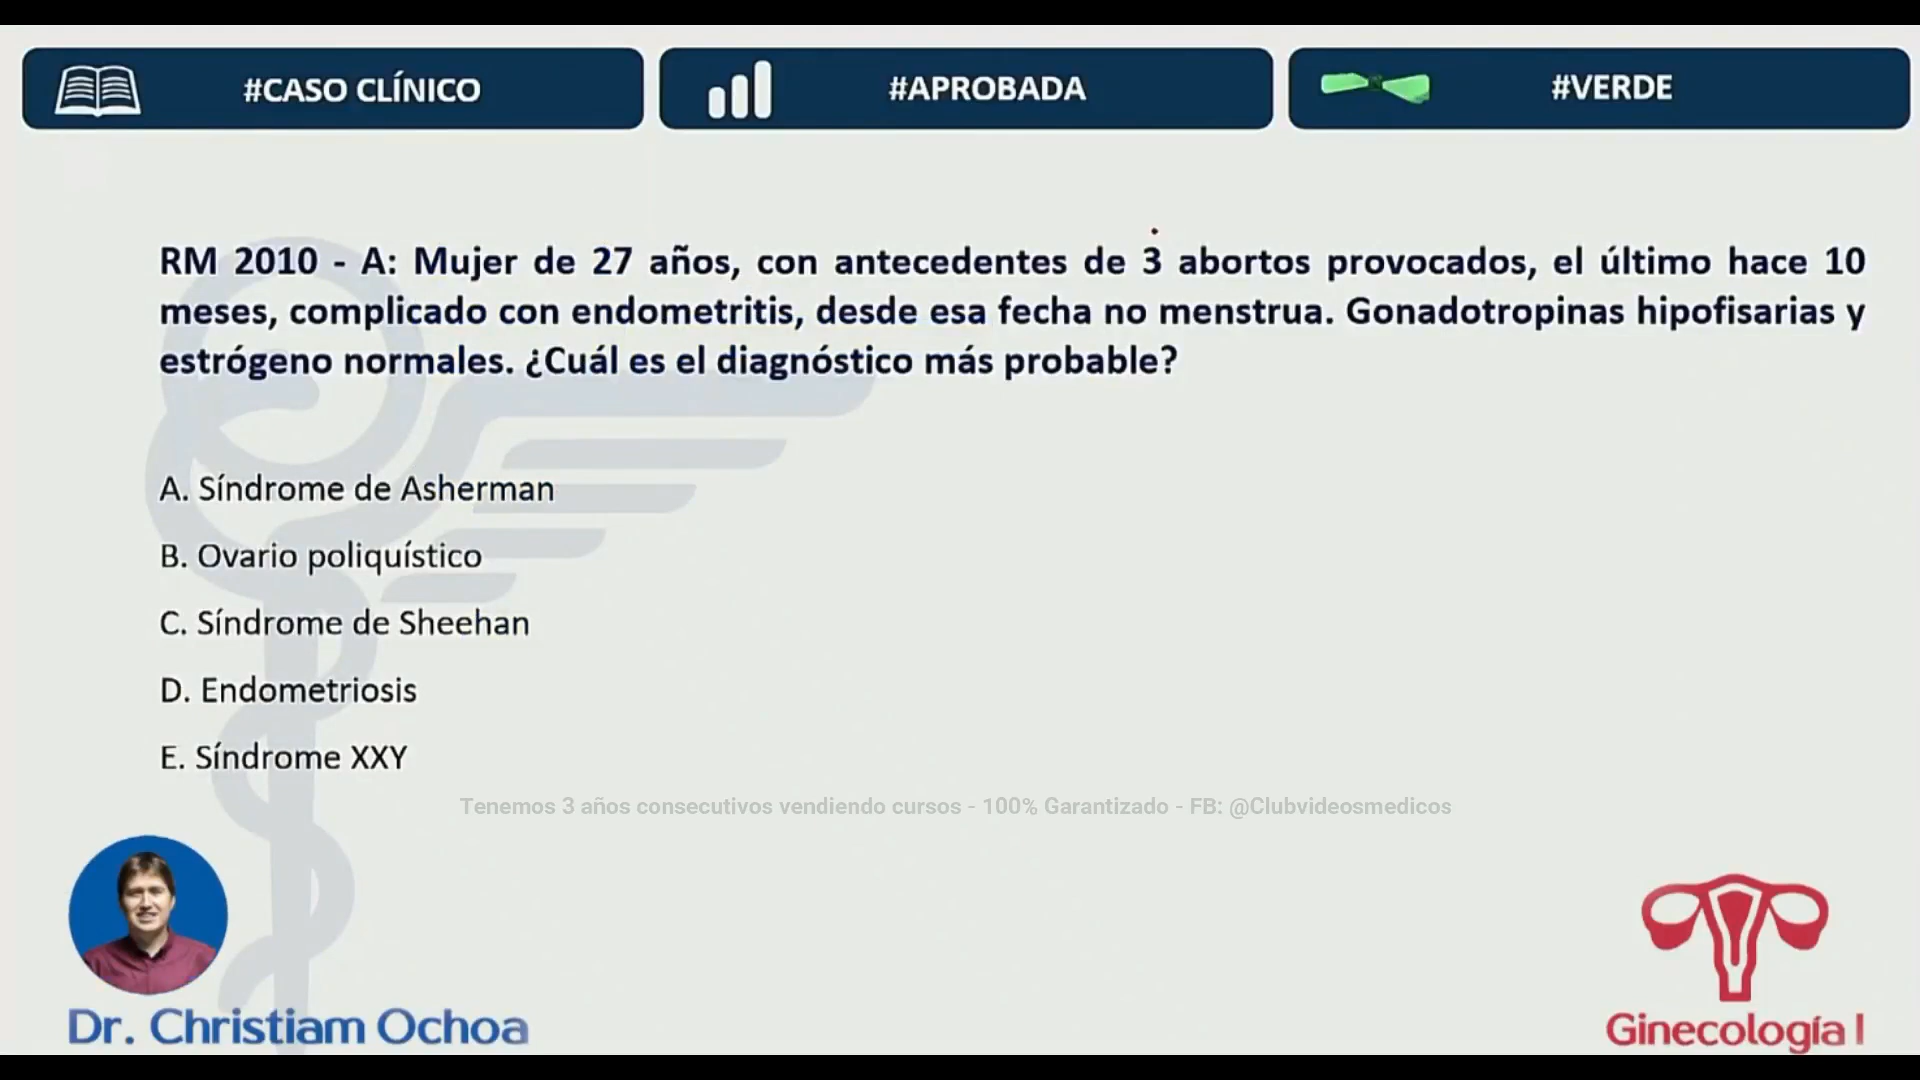 #CASO CLÍNICO
#APROBADA
#VERDE
RM 2010 - A: Mujer de 27 años, con antecedentes de 3 abortos provocados, el último hace 10
meses, complicado con endometritis, desde esa fecha no menstrua. Gonadotropinas hipofisarias y
estrógeno normales. ¿Cuál es el diagnóstico más probable?
A. Síndrome de Asherman
B. Ovario poliquístico
C. Síndrome de Sheehan
D. Endometriosis
E. Síndrome XXY
Tenemos 3 años consecutivos vendiendo cursos - 100% Garantizado - FB: @Clubvideosmedicos
Dr. Christiam Ochoa
Ginecología I